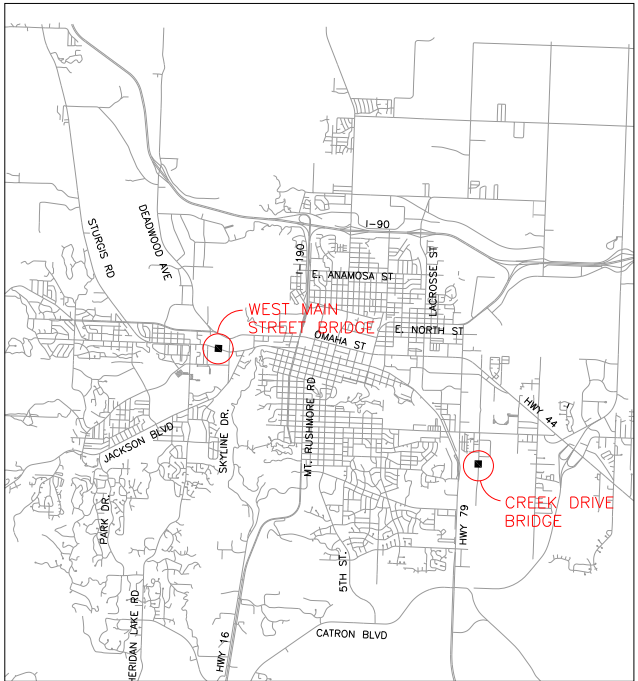 I-90
STURGIS RD
DEADWOOD AVE
I-190
E. ANAMOSA ST
LACROSSE ST
WEST MAIN
STREET BRIDGE
OMAHA ST
E. NORTH ST
HWY 44
JACKSON BLVD
SKYLINE DR.
MT. RUSHMORE RD
PARK DR.
HWY 79
CREEK DRIVE
BRIDGE
5TH ST.
HERIDAN LAKE RD
HWY 16
CATRON BLVD